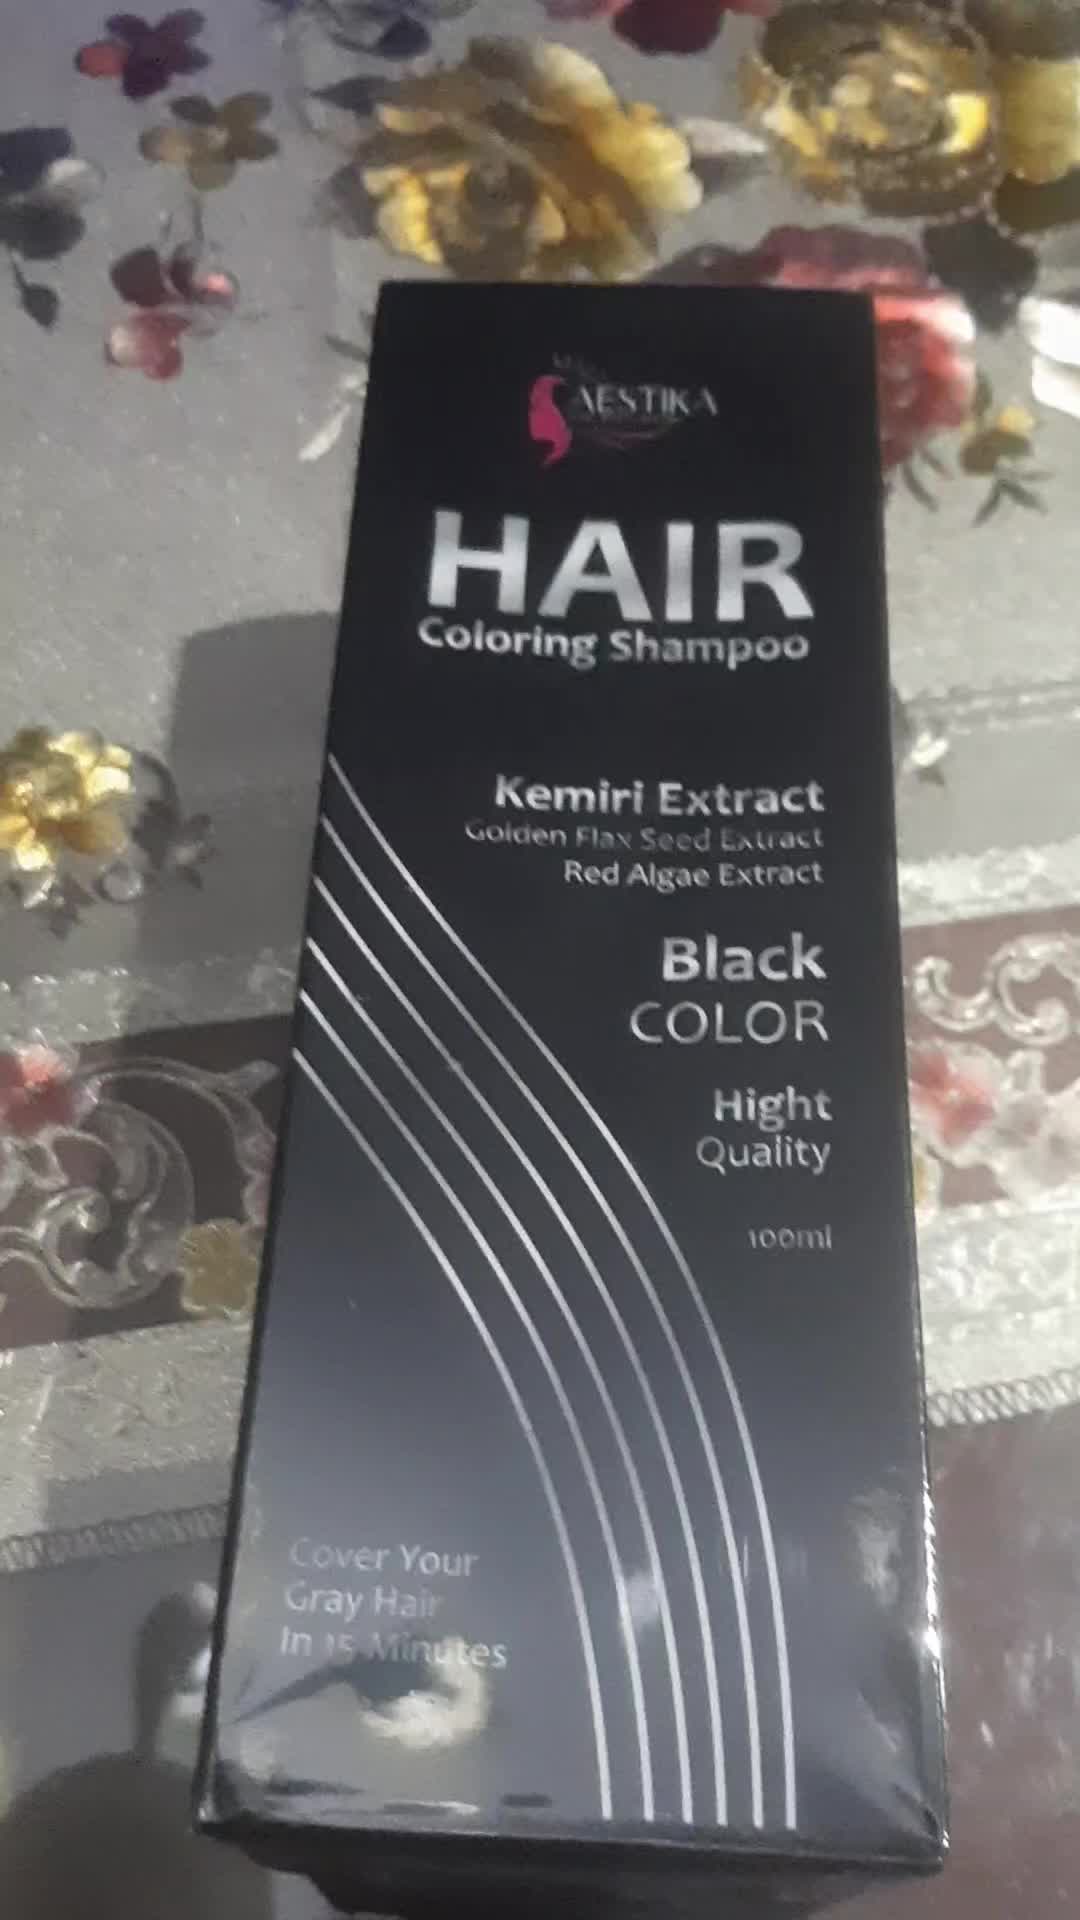 AESTIKA
HAIR
Coloring Shampoo
Kemiri Extract
Golden Flax Seed Extract
Red Algae Extract
Black
COLOR
Hight
Quality
100ml
Cover Your
Gray Hair
In 15 Minutes